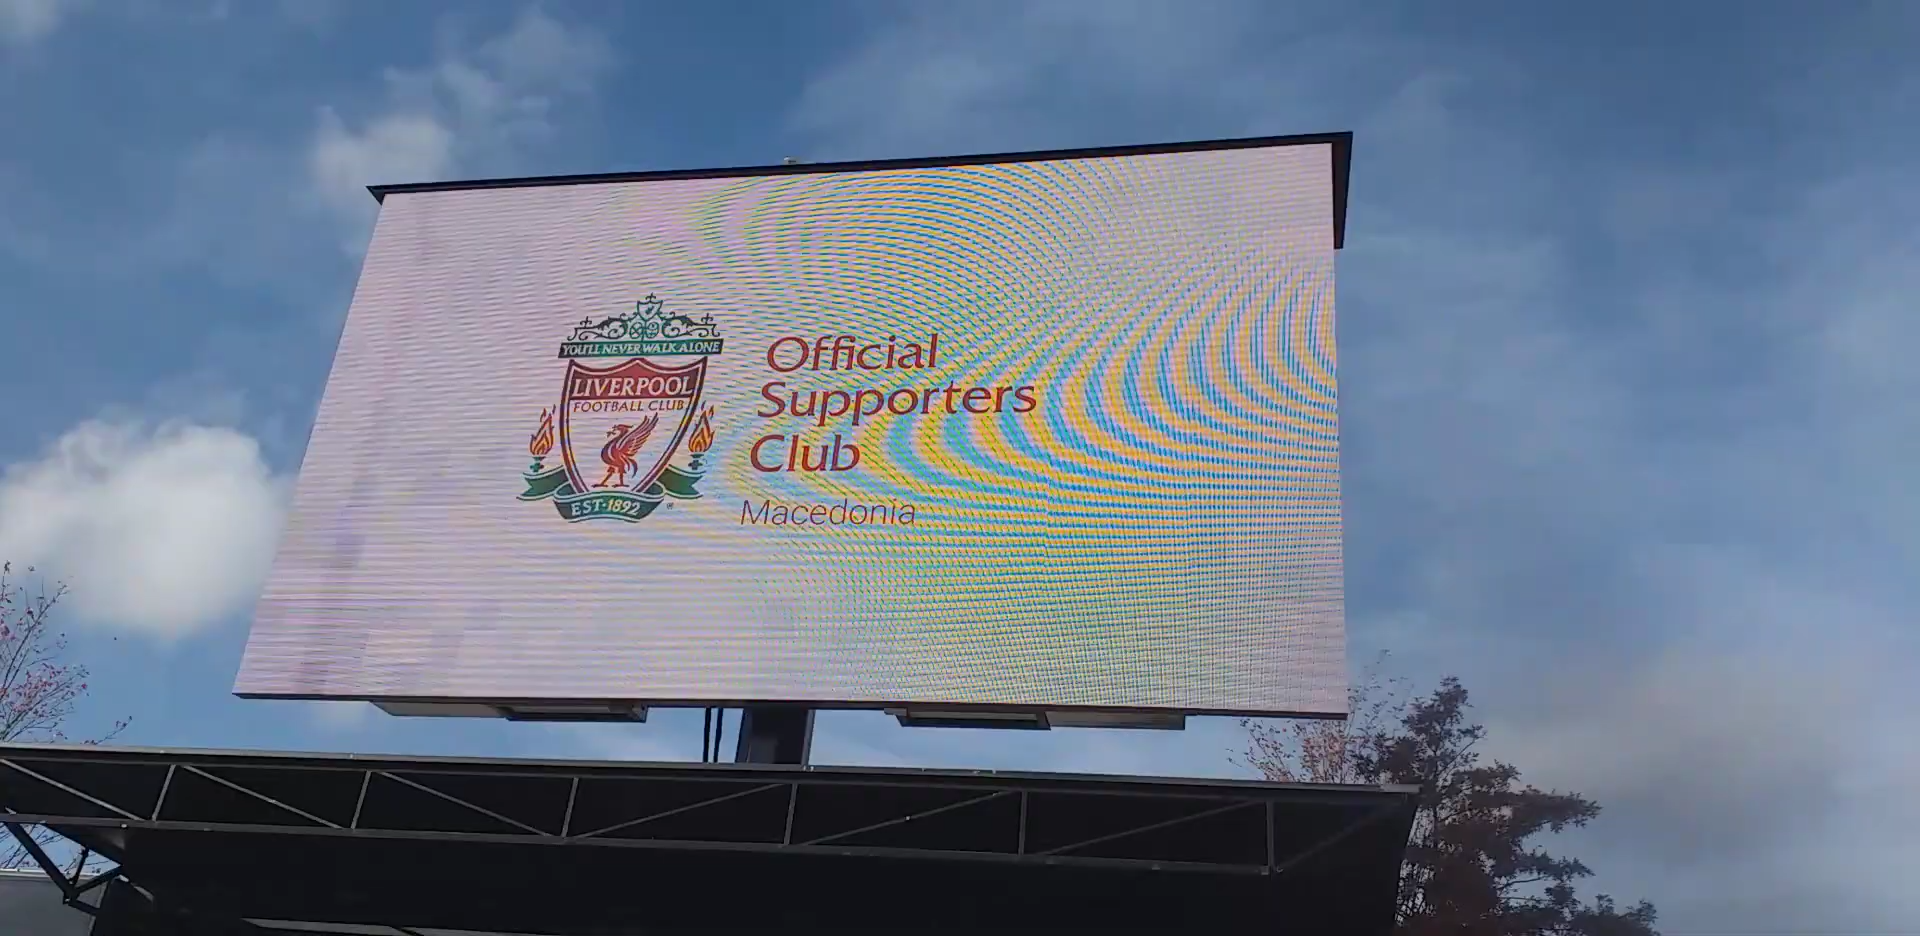 YOU'LL NEVER WALK ALONE
LIVERPOOL
FOOTBALL CLUB
EST·1892
®
Official
Supporters
Club
Macedonia